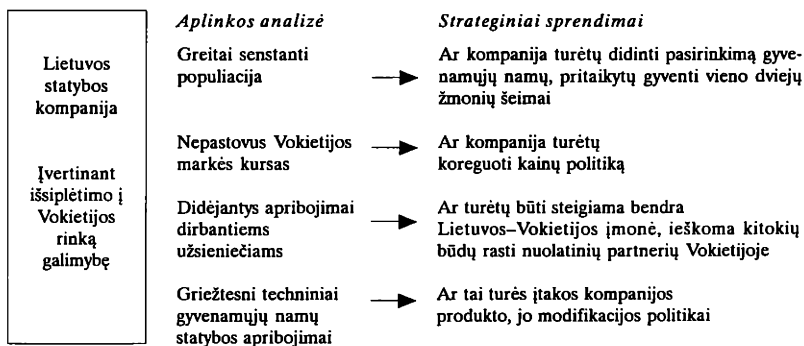 Lietuvos
statybos
kompanija
Įvertinant
išsiplėtimo į
Vokietijos
rinką
galimybę
Aplinkos analizė
Strateginiai sprendimai
Greitai senstanti
populiacija
Ar kompanija turėtų didinti pasirinkimą gyve-
namųjų namų, pritaikytų gyventi vieno dviejų
žmonių šeimai
Nepastovus Vokietijos
markės kursas
Ar kompanija turėtų
koreguoti kainų politiką
Didėjantys apribojimai
dirbantiems
užsieniečiams
Ar turėtų būti steigiama bendra
Lietuvos–Vokietijos įmonė, ieškoma kitokių
būdų rasti nuolatinių partnerių Vokietijoje
Griežtesni techniniai
gyvenamųjų namų
statybos apribojimai
Ar tai turės įtakos kompanijos
produkto, jo modifikacijos politikai